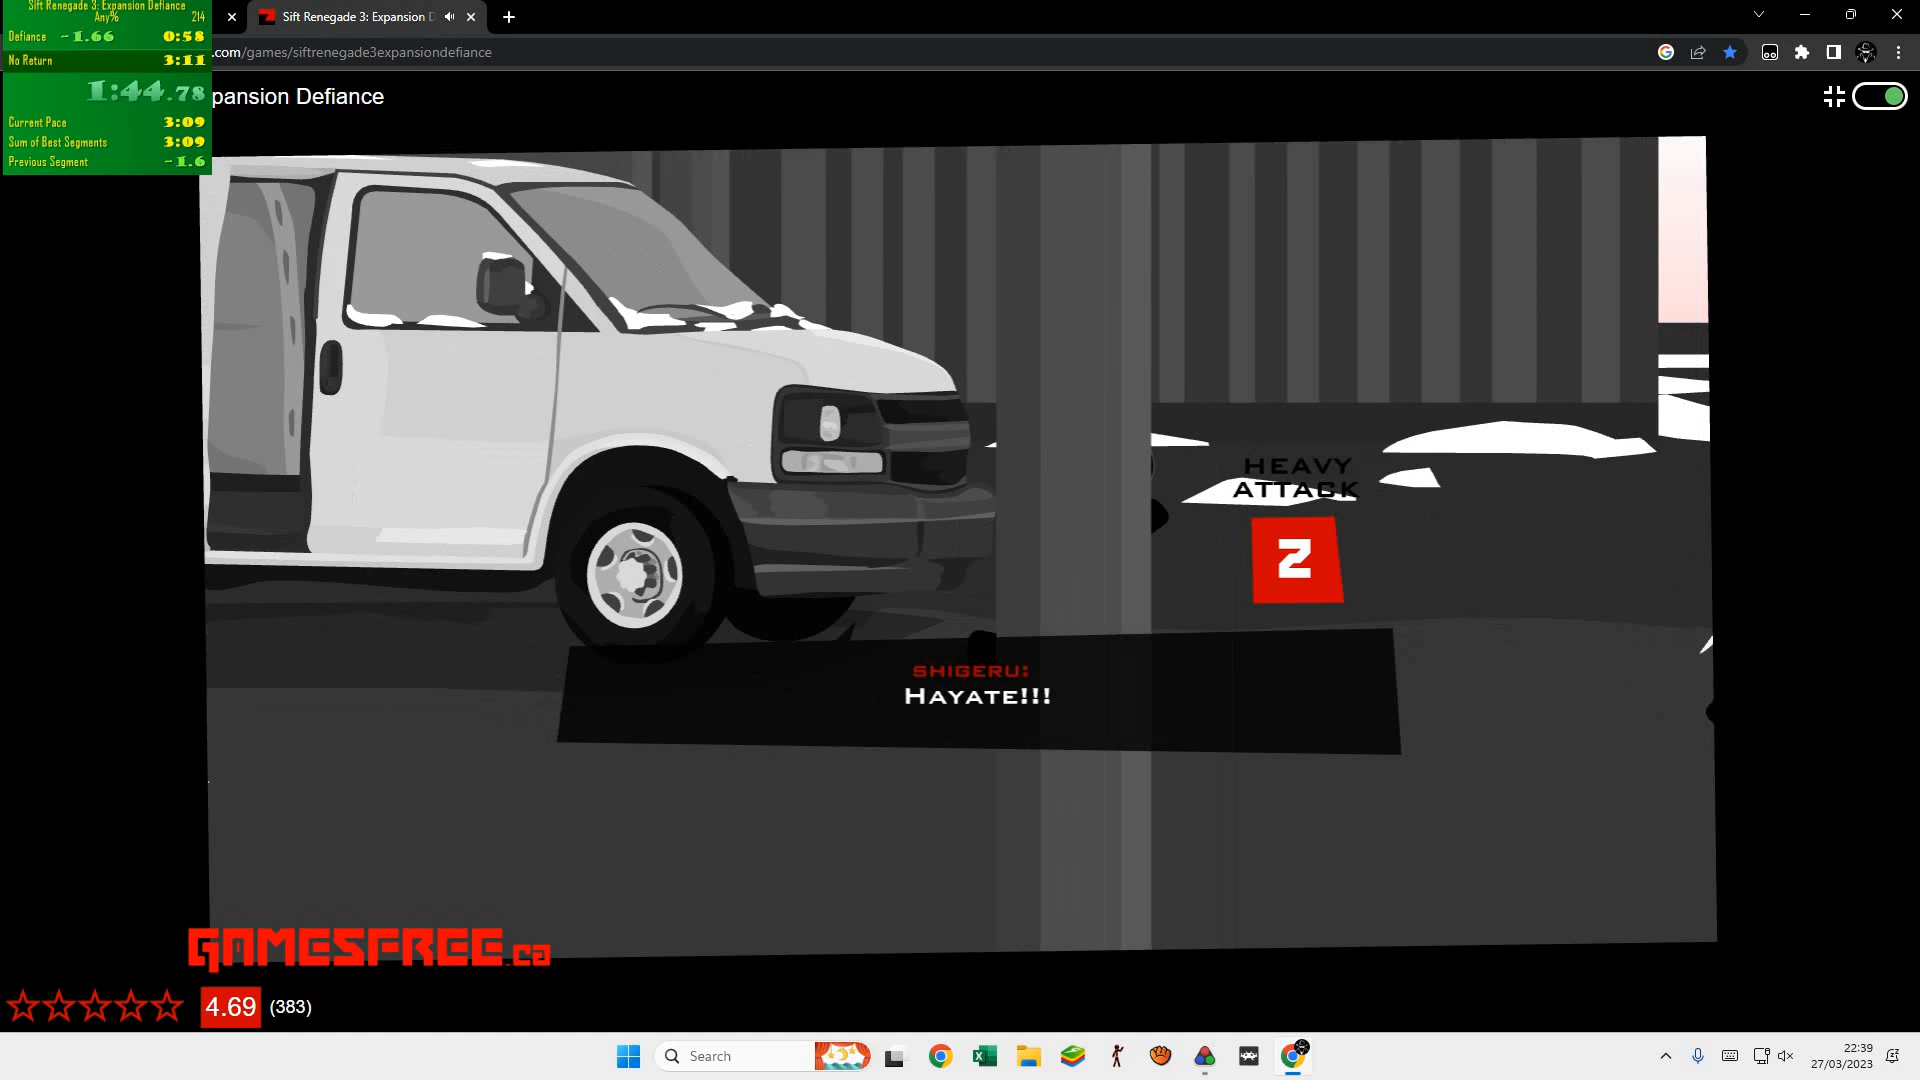 Sift Renegade 3: Expansion Defiance
Any%
214
Defiance -1.66 0:58
No Return 3:11
1:44.78
Current Pace 3:09
Sum of Best Segments 3:09
Previous Segment -1.6
Sift Renegade 3: Expansion D
.com/games/siftrenegade3expansiondefiance
pansion Defiance
HEAVY
ATTACK
Z
SHIGERU:
HAYATE!!!
GAMESFREE.ca
4.69 (383)
Search
22:39
27/03/2023